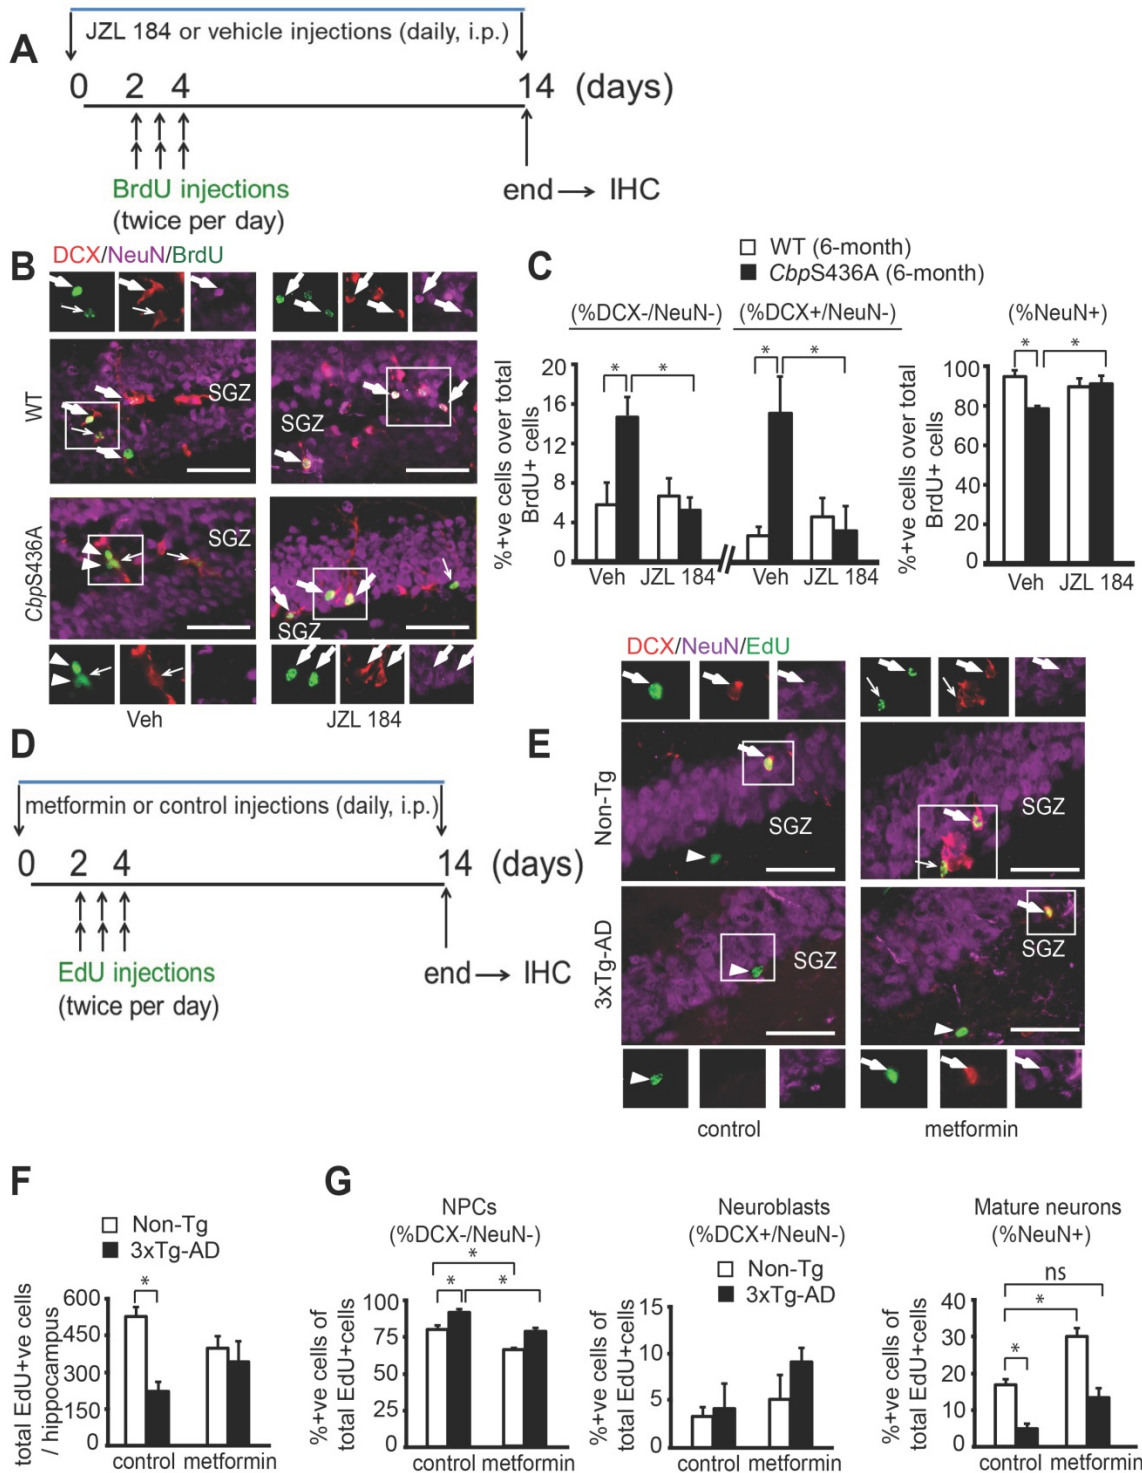 A
JZL 184 or vehicle injections (daily, i.p.)
0 2 4 14 (days)
BrdU injections
(twice per day)
end → IHC
B
DCX/NeuN/BrdU
WT
SGZ
SGZ
CbpS436A
SGZ
SGZ
Veh JZL 184
C
WT (6-month)
CbpS436A (6-month)
(%DCX-/NeuN-) (%DCX+/NeuN-) (%NeuN+)
%+ve cells over total
BrdU+ cells
20
16
12
8
4
0
* * * *
Veh JZL 184 Veh JZL 184
%+ve cells over total
BrdU+ cells
100
80
60
40
20
0
* *
Veh JZL 184
D
metformin or control injections (daily, i.p.)
0 2 4 14 (days)
EdU injections
(twice per day)
end → IHC
E
DCX/NeuN/EdU
Non-Tg
SGZ
SGZ
3xTg-AD
SGZ
SGZ
control metformin
F
Non-Tg
3xTg-AD
total EdU+ve cells
/ hippocampus
600
450
300
150
0
*
control metformin
G
NPCs
(%DCX-/NeuN-)
%+ve cells of
total EdU+cells
100
75
50
25
0
*
* *
control metformin
Neuroblasts
(%DCX+/NeuN-)
Non-Tg
3xTg-AD
%+ve cells of
total EdU+cells
15
10
5
0
control metformin
Mature neurons
(%NeuN+)
%+ve cells of
total EdU+cells
40
30
20
10
0
ns
*
*
control metformin